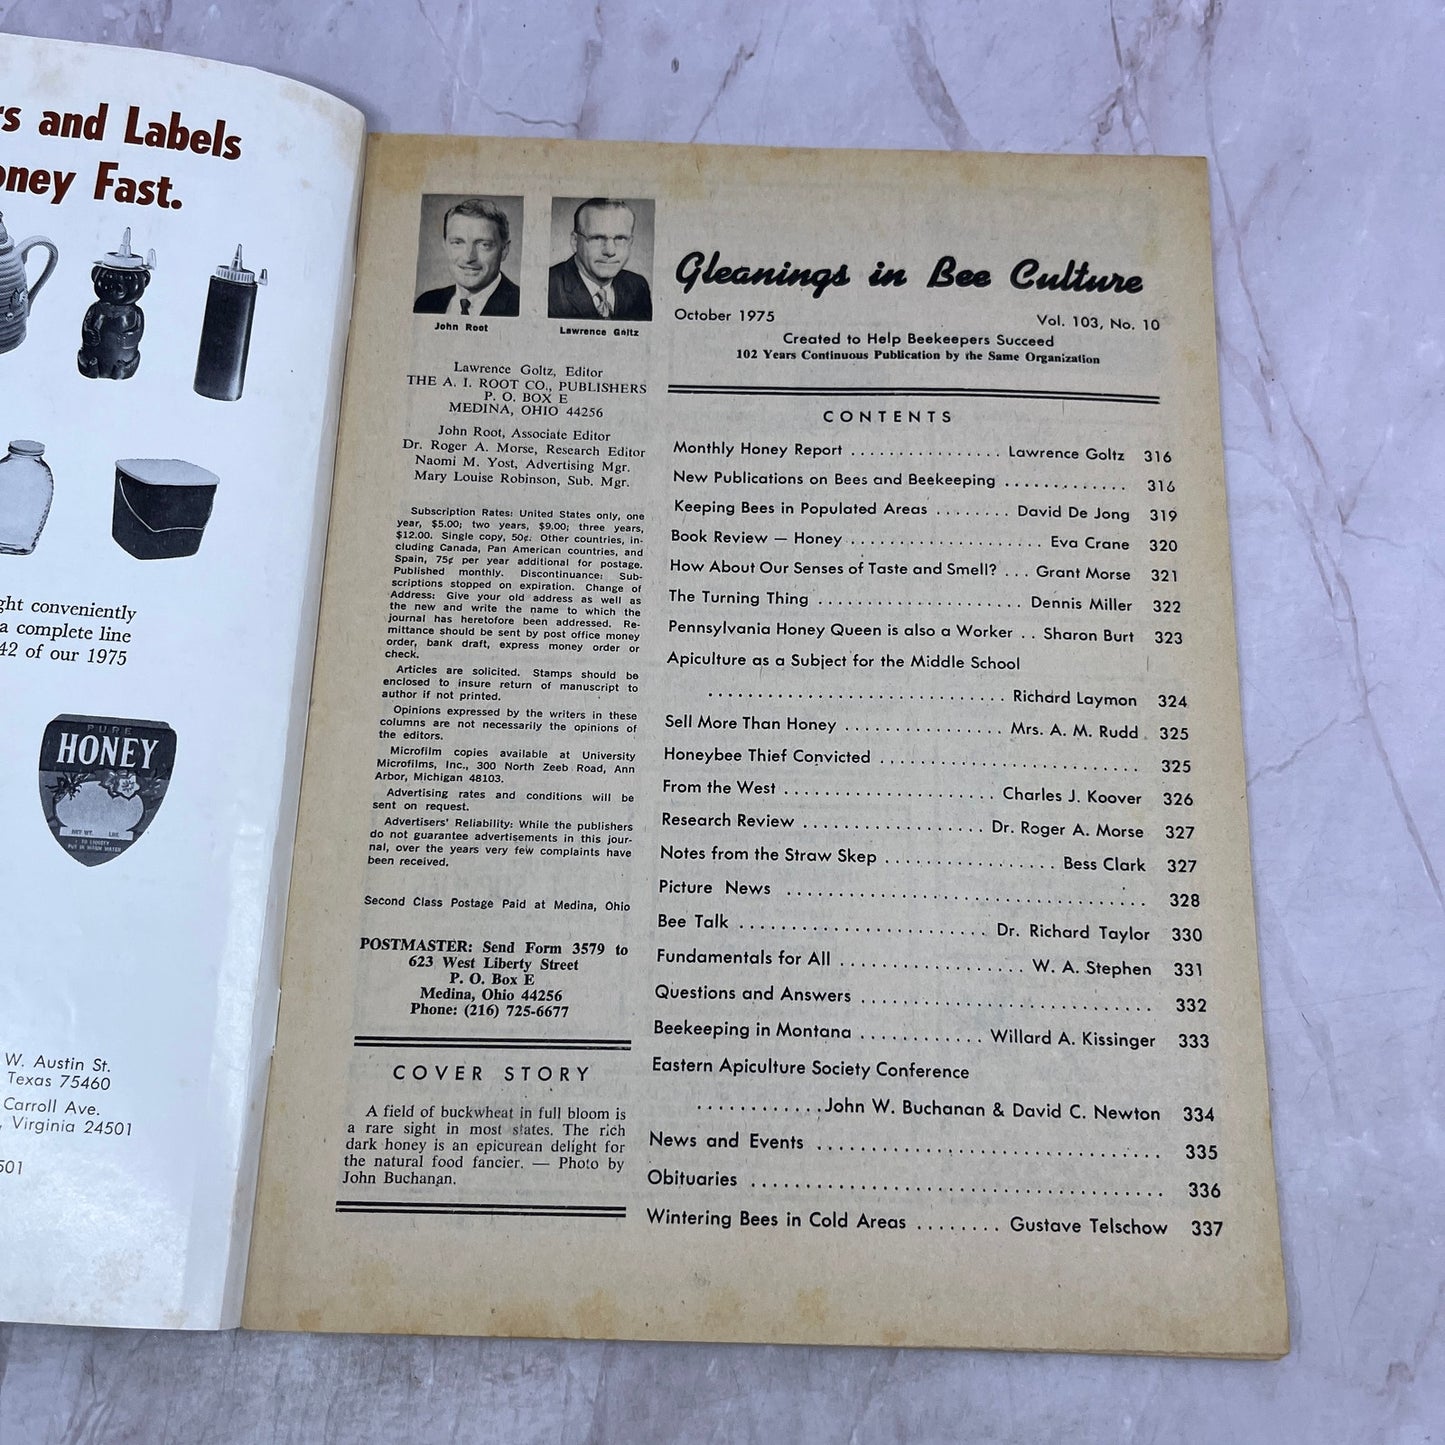 rs and Labels
oney Fast.
ght conveniently
a complete line
42 of our 1975
PURE
HONEY
NET WT. LBS.
TO LIQUEFY
PUT IN WARM WATER
W. Austin St.
Texas 75460
Carroll Ave.
, Virginia 24501
501
John Root
Lawrence Goltz
Lawrence Goltz, Editor
THE A. I. ROOT CO., PUBLISHERS
P. O. BOX E
MEDINA, OHIO 44256
John Root, Associate Editor
Dr. Roger A. Morse, Research Editor
Naomi M. Yost, Advertising Mgr.
Mary Louise Robinson, Sub. Mgr.
Subscription Rates: United States only, one
year, $5.00; two years, $9.00; three years,
$12.00. Single copy, 50¢. Other countries, in-
cluding Canada, Pan American countries, and
Spain, 75¢ per year additional for postage.
Published monthly. Discontinuance: Sub-
scriptions stopped on expiration. Change of
Address: Give your old address as well as
the new and write the name to which the
journal has heretofore been addressed. Re-
mittance should be sent by post office money
order, bank draft, express money order or
check.
Articles are solicited. Stamps should be
enclosed to insure return of manuscript to
author if not printed.
Opinions expressed by the writers in these
columns are not necessarily the opinions of
the editors.
Microfilm copies available at University
Microfilms, Inc., 300 North Zeeb Road, Ann
Arbor, Michigan 48103.
Advertising rates and conditions will be
sent on request.
Advertisers' Reliability: While the publishers
do not guarantee advertisements in this jour-
nal, over the years very few complaints have
been received.
Second Class Postage Paid at Medina, Ohio
POSTMASTER: Send Form 3579 to
623 West Liberty Street
P. O. Box E
Medina, Ohio 44256
Phone: (216) 725-6677
COVER STORY
A field of buckwheat in full bloom is
a rare sight in most states. The rich
dark honey is an epicurean delight for
the natural food fancier. — Photo by
John Buchanan.
Gleanings in Bee Culture
October 1975 Vol. 103, No. 10
Created to Help Beekeepers Succeed
102 Years Continuous Publication by the Same Organization
CONTENTS
Monthly Honey Report ................ Lawrence Goltz 316
New Publications on Bees and Beekeeping ............. 316
Keeping Bees in Populated Areas ........ David De Jong 319
Book Review — Honey ..................... Eva Crane 320
How About Our Senses of Taste and Smell? ... Grant Morse 321
The Turning Thing ...................... Dennis Miller 322
Pennsylvania Honey Queen is also a Worker .. Sharon Burt 323
Apiculture as a Subject for the Middle School
.............................. Richard Laymon 324
Sell More Than Honey ................ Mrs. A. M. Rudd 325
Honeybee Thief Convicted .......................... 325
From the West ...................... Charles J. Koover 326
Research Review .................. Dr. Roger A. Morse 327
Notes from the Straw Skep ................. Bess Clark 327
Picture News .................................... 328
Bee Talk ......................... Dr. Richard Taylor 330
Fundamentals for All .................. W. A. Stephen 331
Questions and Answers ............................ 332
Beekeeping in Montana ............ Willard A. Kissinger 333
Eastern Apiculture Society Conference
............John W. Buchanan & David C. Newton 334
News and Events ................................. 335
Obituaries ....................................... 336
Wintering Bees in Cold Areas ........ Gustave Telschow 337